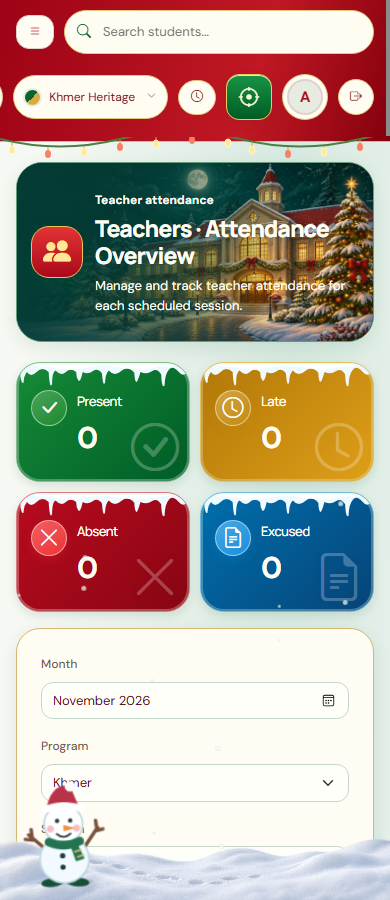 Search students...
Khmer Heritage
A
Teacher attendance
Teachers · Attendance
Overview
Manage and track teacher attendance for
each scheduled session.
Present
0
Late
0
Absent
0
Excused
0
Month
November 2026
Program
Khmer